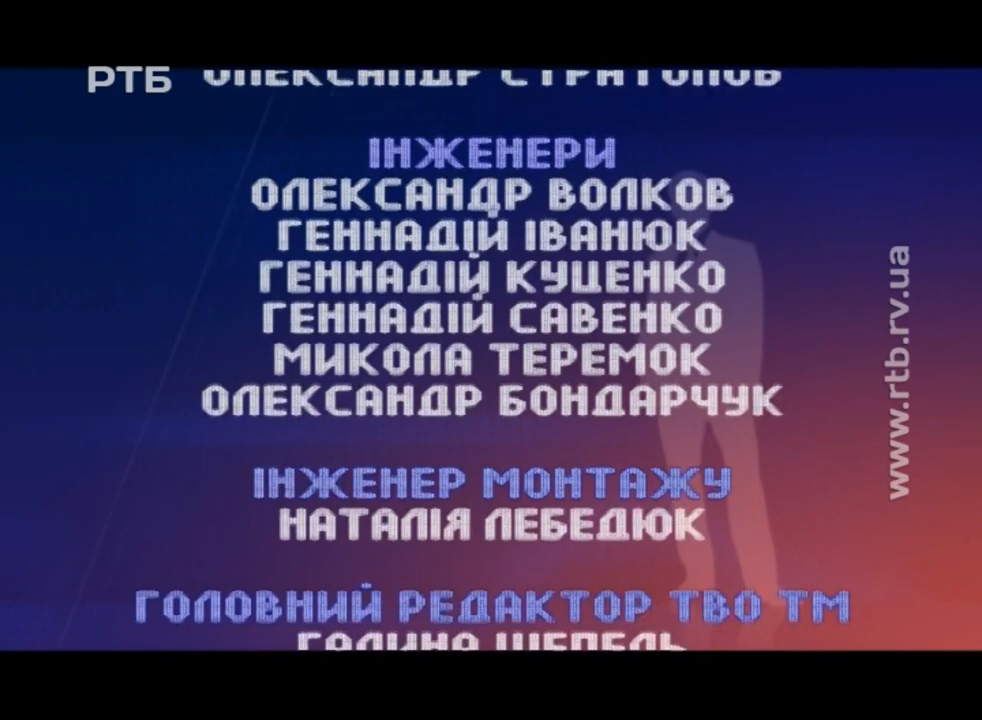 РТБ
ІНЖЕНЕРИ
ОЛЕКСАНДР ВОЛКОВ
ГЕННАДІЙ ІВАНЮК
ГЕННАДІЙ КУЦЕНКО
ГЕННАДІЙ САВЕНКО
МИКОЛА ТЕРЕМОК
ОЛЕКСАНДР БОНДАРЧУК
www.rtb.rv.ua
ІНЖЕНЕР МОНТАЖУ
НАТАЛІЯ ЛЕБЕДЮК
ГОЛОВНИЙ РЕДАКТОР ТВО ТМ
ГАЛИНА